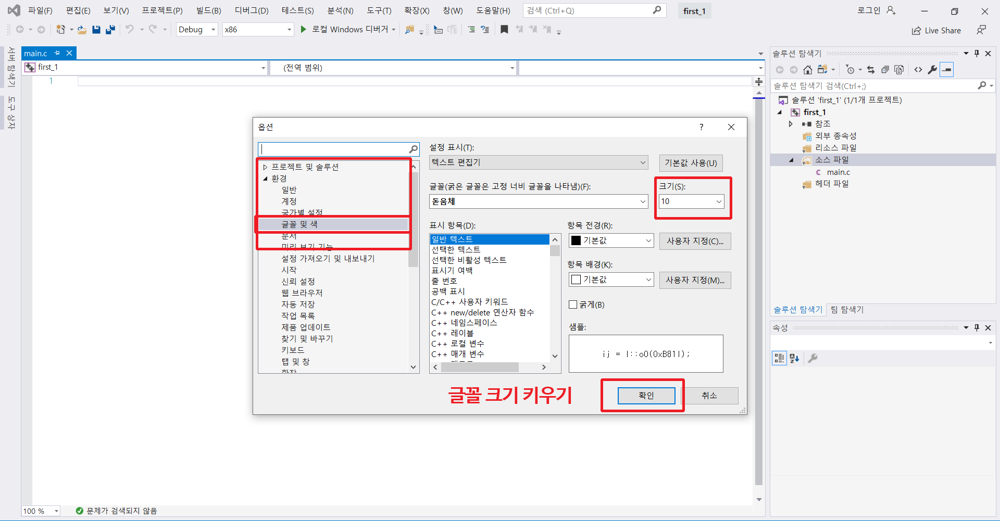 파일(F) 편집(E) 보기(V) 프로젝트(P) 빌드(B) 디버그(D) 테스트(S) 분석(N) 도구(T) 확장(X) 창(W) 도움말(H) 검색 (Ctrl+Q) first_1 로그인
Debug x86 로컬 Windows 디버거 Live Share
서버 탐색기
도구 상자
main.c
first_1 (전역 범위)
1
옵션 ?
프로젝트 및 솔루션
환경
일반
계정
국가별 설정
글꼴 및 색
문서
미리 보기 기능
설정 가져오기 및 내보내기
시작
신뢰 설정
웹 브라우저
자동 저장
작업 목록
제품 업데이트
찾기 및 바꾸기
키보드
탭 및 창
확장
설정 표시(T):
텍스트 편집기 기본값 사용(U)
글꼴(굵은 글꼴은 고정 너비 글꼴을 나타냄)(F): 크기(S):
돋움체 10
표시 항목(D):
일반 텍스트
선택한 텍스트
선택한 비활성 텍스트
표시기 여백
줄 번호
공백 표시
C/C++ 사용자 키워드
C++ new/delete 연산자 함수
C++ 네임스페이스
C++ 레이블
C++ 로컬 변수
C++ 매개 변수
항목 전경(R):
기본값 사용자 지정(C)...
항목 배경(K):
기본값 사용자 지정(M)...
굵게(B)
샘플:
ij = I::oO(0xB81l);
글꼴 크기 키우기
확인 취소
솔루션 탐색기
솔루션 탐색기 검색(Ctrl+;)
솔루션 'first_1' (1/1개 프로젝트)
first_1
참조
외부 종속성
리소스 파일
소스 파일
main.c
헤더 파일
솔루션 탐색기 팀 탐색기
속성
100 % 문제가 검색되지 않음